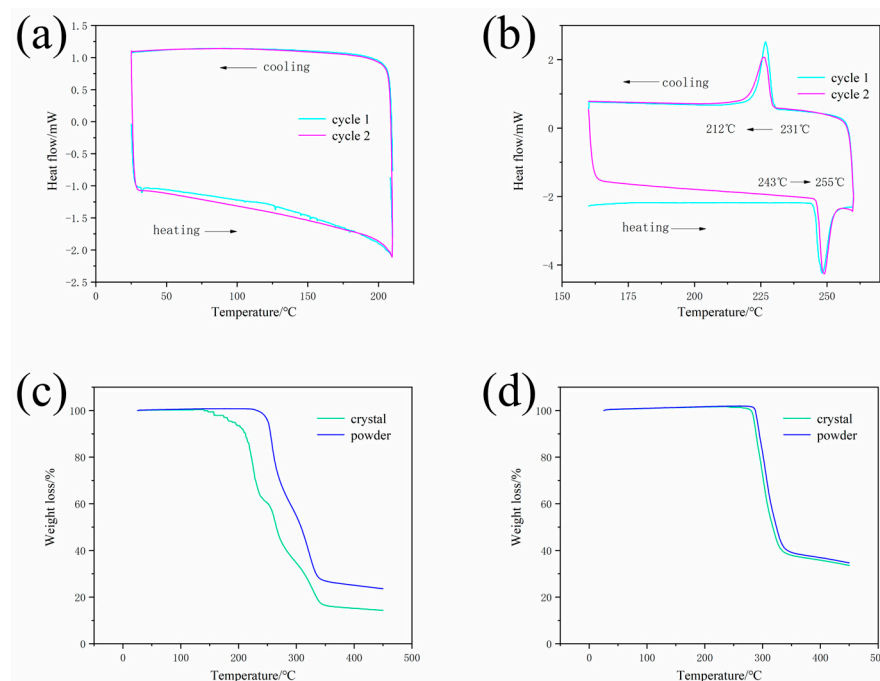 (a)
1.5
1.0
0.5
0.0
-0.5
-1.0
-1.5
-2.0
-2.5
Heat flow/mW
cooling
cycle 1
cycle 2
heating
0 50 100 150 200
Temperature/°C
(b)
2
0
-2
-4
Heat flow/mW
cooling
cycle 1
cycle 2
212℃ 231℃
243℃ 255℃
heating
150 175 200 225 250
Temperature/°C
(c)
100
80
60
40
20
0
Weight loss/%
crystal
powder
0 100 200 300 400 500
Temperature/°C
(d)
100
80
60
40
20
0
Weight loss/%
crystal
powder
0 100 200 300 400
Temperature/°C